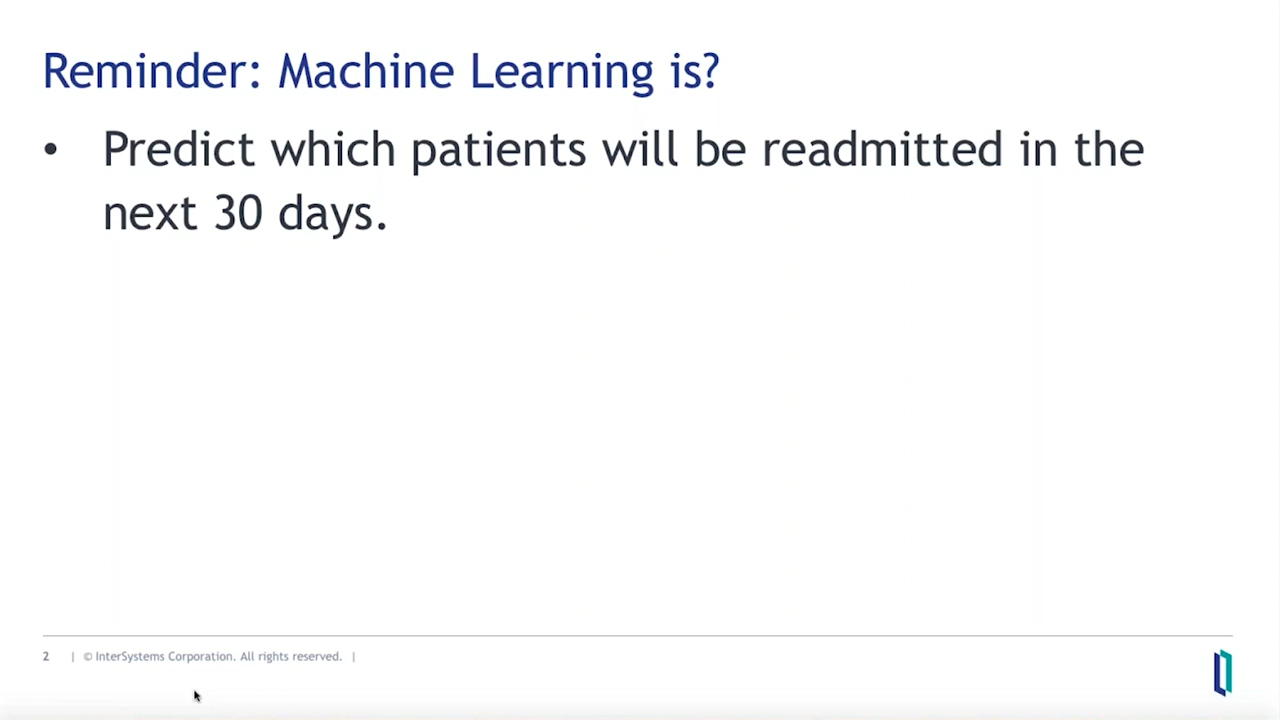 Reminder: Machine Learning is?
• Predict which patients will be readmitted in the
next 30 days.
2 | © InterSystems Corporation. All rights reserved. |